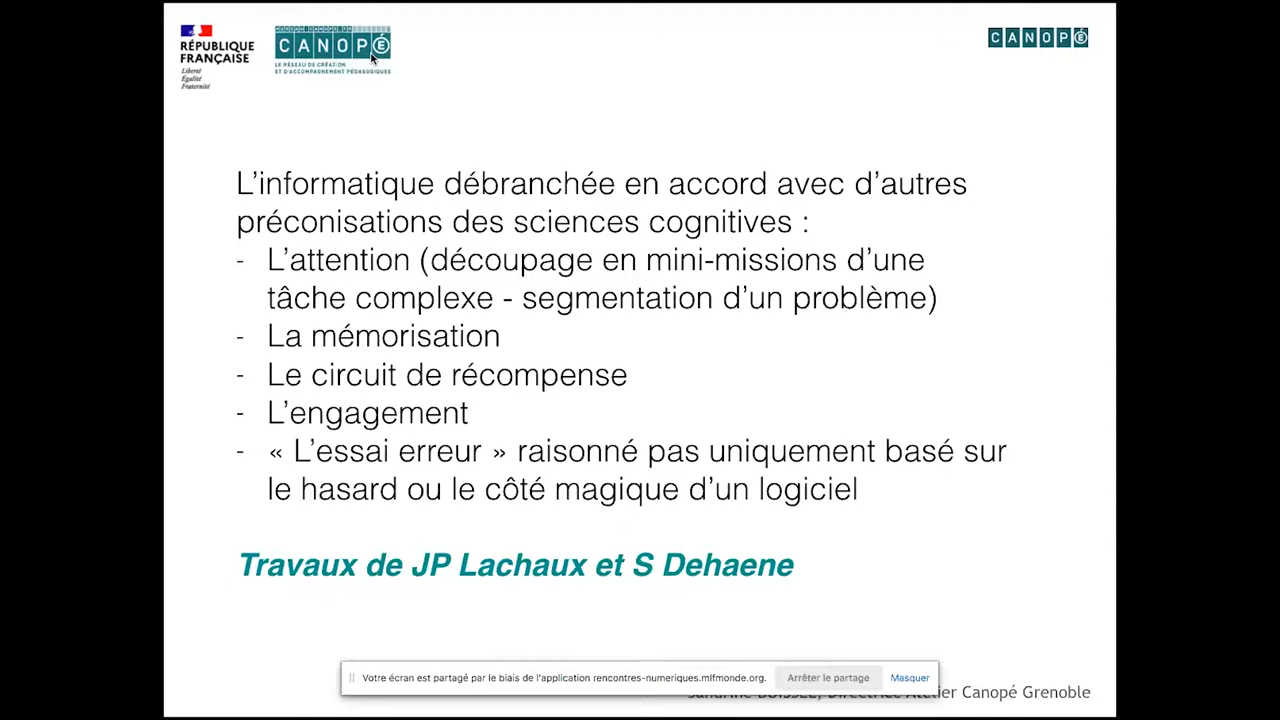 RÉPUBLIQUE
FRANÇAISE
Liberté
Égalité
Fraternité
RESEAU-CANOPE.FR
CANOPÉ
LE RÉSEAU DE CRÉATION
ET D'ACCOMPAGNEMENT PÉDAGOGIQUES
CANOPÉ
L'informatique débranchée en accord avec d'autres
préconisations des sciences cognitives :
- L'attention (découpage en mini-missions d'une
tâche complexe - segmentation d'un problème)
- La mémorisation
- Le circuit de récompense
- L'engagement
- « L'essai erreur » raisonné pas uniquement basé sur
le hasard ou le côté magique d'un logiciel
Travaux de JP Lachaux et S Dehaene
Votre écran est partagé par le biais de l'application rencontres-numeriques.mlfmonde.org. Arrêter le partage Masquer
Canopé Grenoble